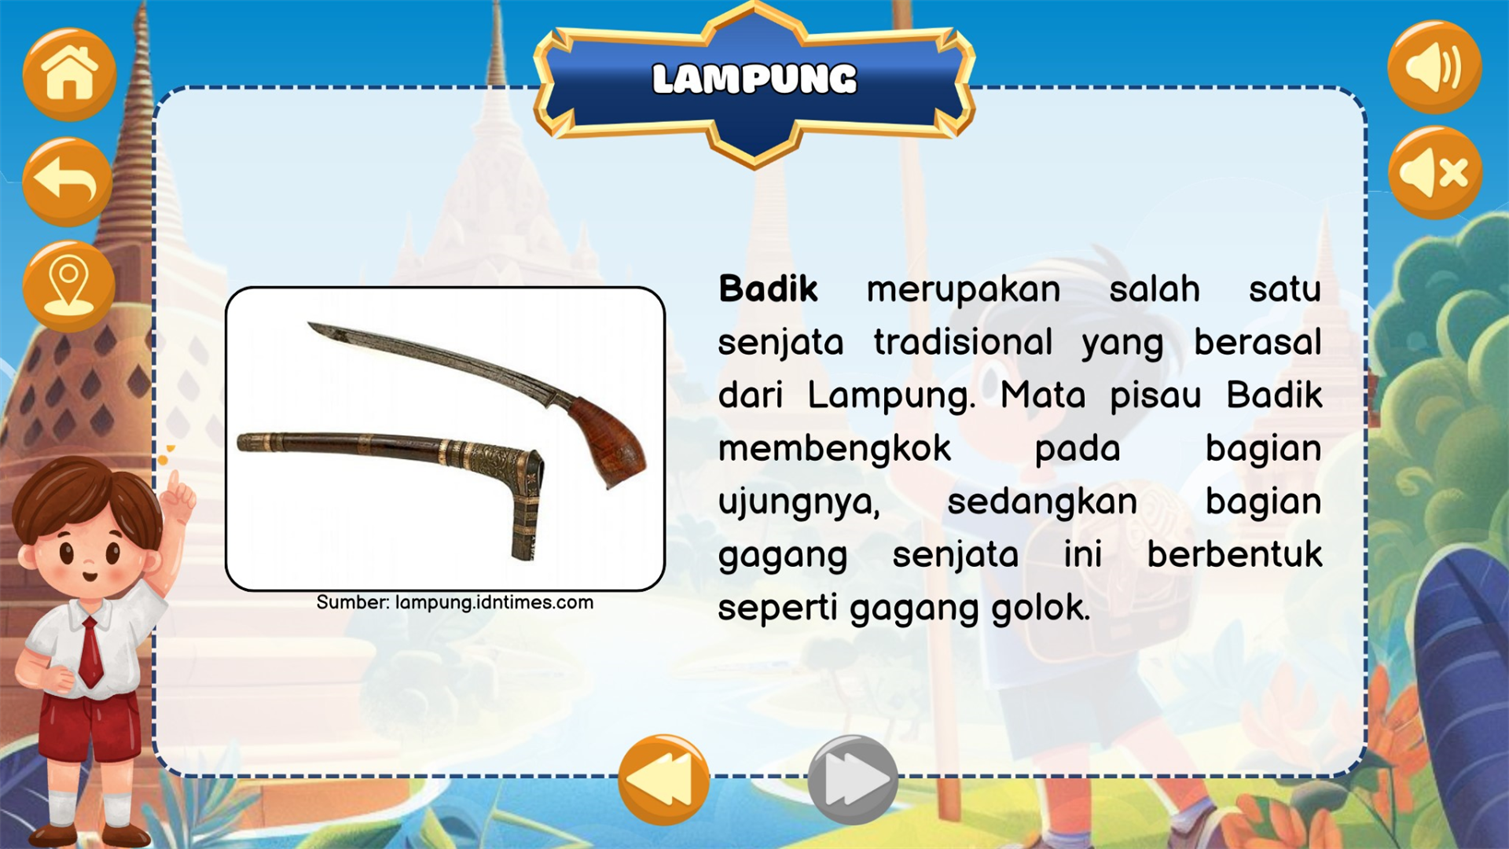 LAMPUNG
Badik merupakan salah satu
senjata tradisional yang berasal
dari Lampung. Mata pisau Badik
membengkok pada bagian
ujungnya, sedangkan bagian
gagang senjata ini berbentuk
seperti gagang golok.
Sumber: lampung.idntimes.com